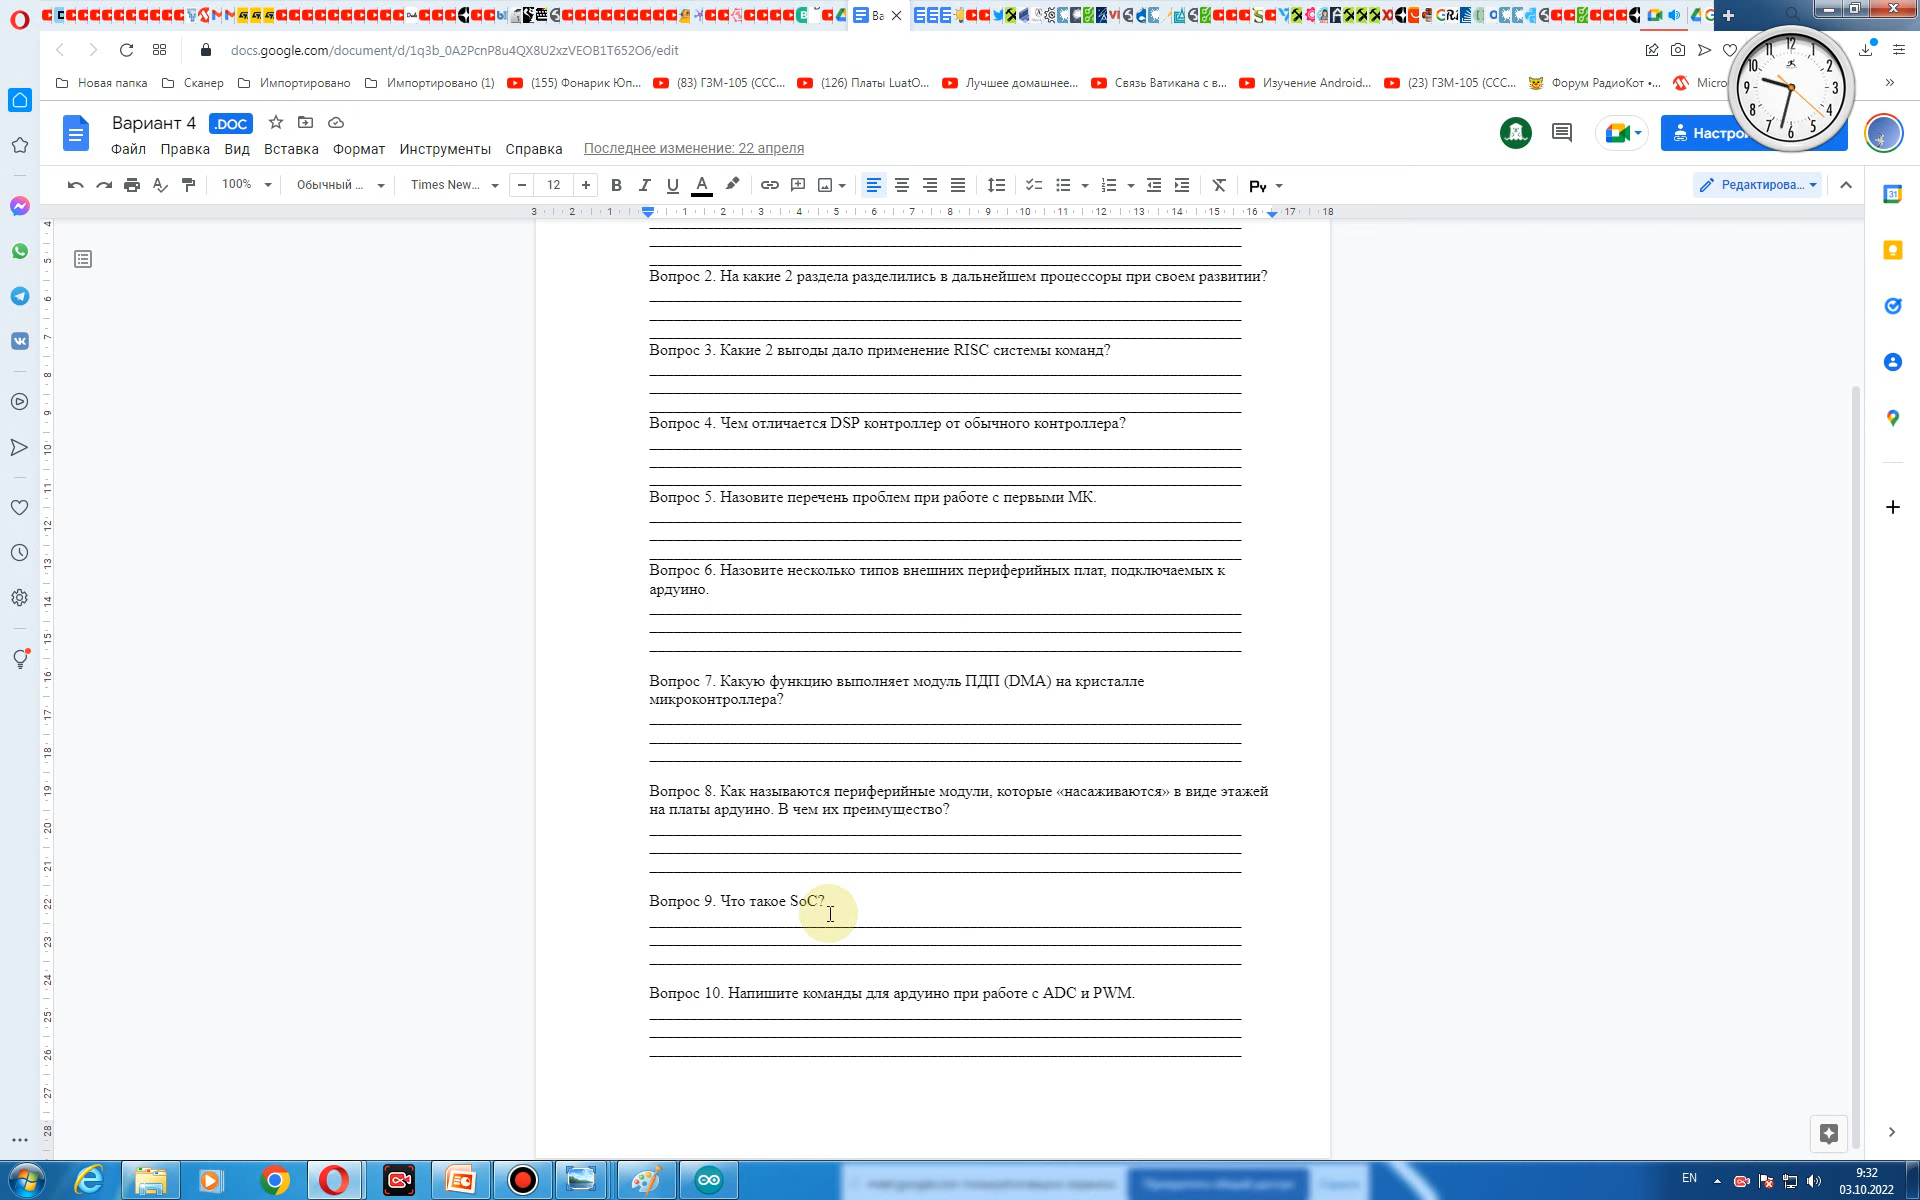 docs.google.com/document/d/1q3b_0A2PcnP8u4QX8U2xzVEOB1T652O6/edit
Новая папка
Сканер
Импортировано
Импортировано (1)
(155) Фонарик Юп...
(83) ГЗМ-105 (ССС...
(126) Платы LuatO...
Лучшее домашнее...
Связь Ватикана с в...
Изучение Android...
(23) ГЗМ-105 (ССС...
Форум РадиоКот •...
Micro
Вариант 4
.DOC
Файл Правка Вид Вставка Формат Инструменты Справка
Последнее изменение: 22 апреля
100%
Обычный ...
Times New...
12
Редактирова...
Вопрос 2. На какие 2 раздела разделились в дальнейшем процессоры при своем развитии?
Вопрос 3. Какие 2 выгоды дало применение RISC системы команд?
Вопрос 4. Чем отличается DSP контроллер от обычного контроллера?
Вопрос 5. Назовите перечень проблем при работе с первыми МК.
Вопрос 6. Назовите несколько типов внешних периферийных плат, подключаемых к
ардуино.
Вопрос 7. Какую функцию выполняет модуль ПДП (DMA) на кристалле
микроконтроллера?
Вопрос 8. Как называются периферийные модули, которые «насаживаются» в виде этажей
на платы ардуино. В чем их преимущество?
Вопрос 9. Что такое SoC?
Вопрос 10. Напишите команды для ардуино при работе с ADC и PWM.
EN
9:32
03.10.2022